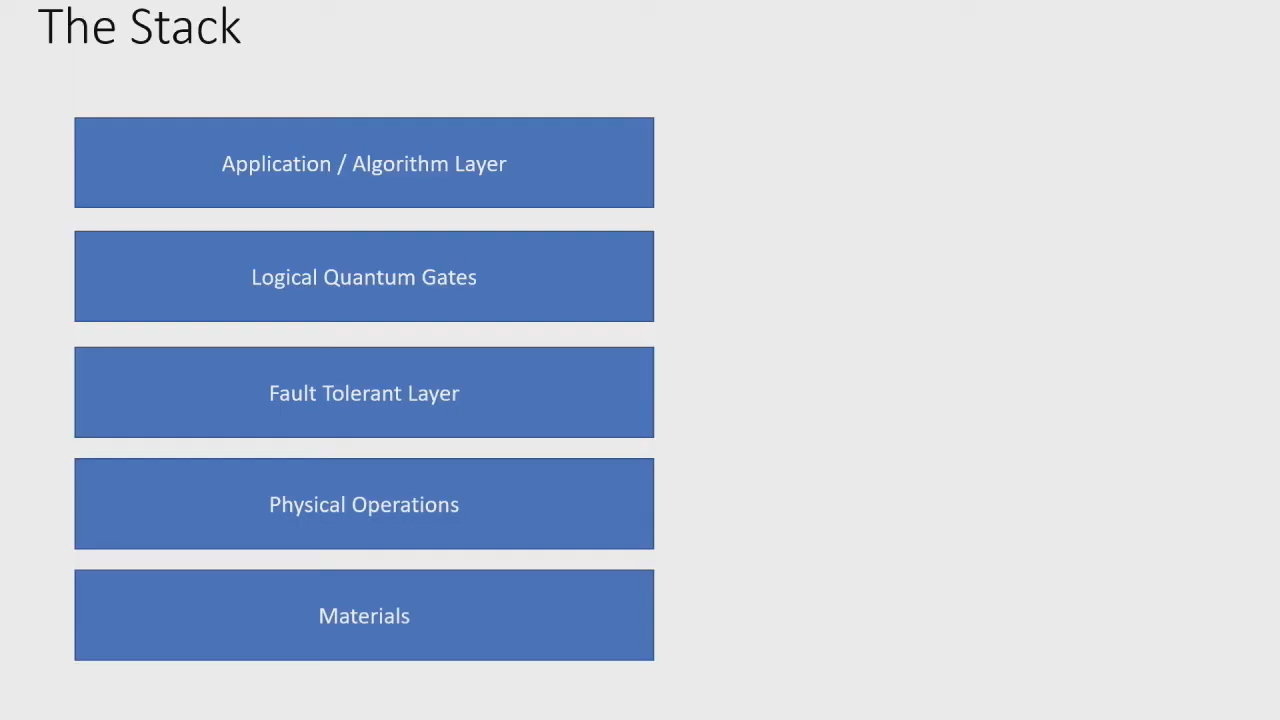 The Stack
Application / Algorithm Layer
Logical Quantum Gates
Fault Tolerant Layer
Physical Operations
Materials